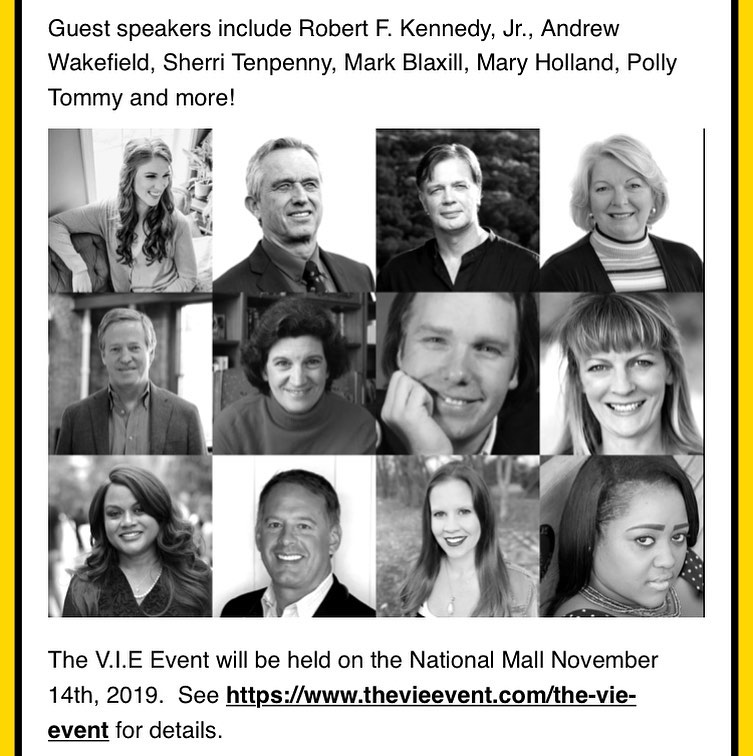 Guest speakers include Robert F. Kennedy, Jr., Andrew
Wakefield, Sherri Tenpenny, Mark Blaxill, Mary Holland, Polly
Tommy and more!
The V.I.E Event will be held on the National Mall November
14th, 2019.  See https://www.thevieevent.com/the-vie-
event for details.